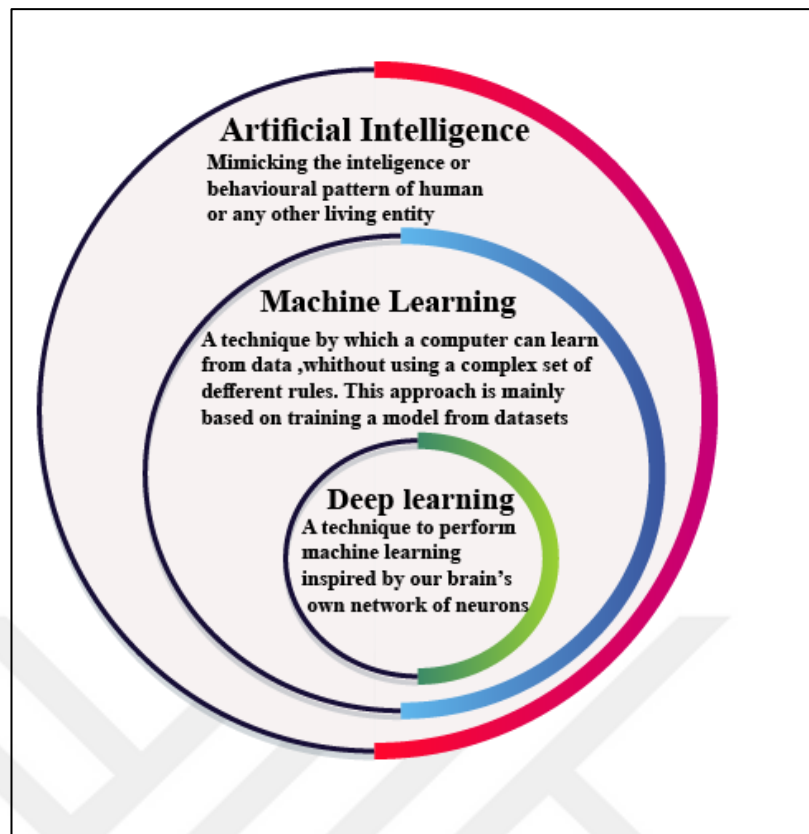 Artificial Intelligence
Mimicking the inteligence or
behavioural pattern of human
or any other living entity
Machine Learning
A technique by which a computer can learn
from data ,whithout using a complex set of
defferent rules. This approach is mainly
based on training a model from datasets
Deep learning
A technique to perform
machine learning
inspired by our brain’s
own network of neurons